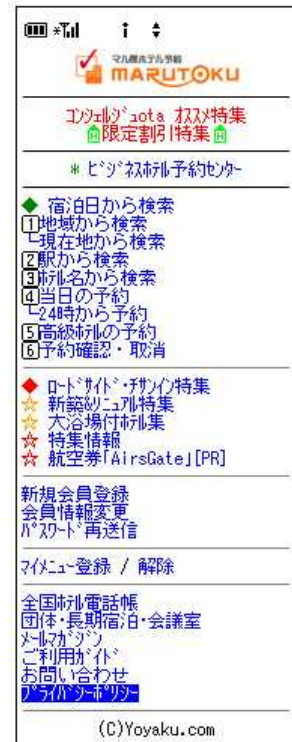 マル得ホテル予約
MARUTOKU
ｺﾝｼｪﾙｼﾞｭota ｵｽｽﾒ特集
限定割引特集
* ﾋﾞｼﾞﾈｽﾎﾃﾙ予約ｾﾝﾀｰ
◆ 宿泊日から検索
1地域から検索
└現在地から検索
2駅から検索
3ﾎﾃﾙ名から検索
4当日の予約
└24時から予約
5高級ﾎﾃﾙの予約
6予約確認・取消
◆ ﾛｰﾄﾞｻｲﾄﾞ･ﾁｻﾝｲﾝ特集
☆ 新築&ﾘﾆｭｱﾙ特集
☆ 大浴場付ﾎﾃﾙ集
☆ 特集情報
☆ 航空券｢AirsGate｣[PR]
新規会員登録
会員情報変更
ﾊﾟｽﾜｰﾄﾞ再送信
ﾏｲﾒﾆｭｰ登録 / 解除
全国ﾎﾃﾙ電話帳
団体･長期宿泊･会議室
ﾒｰﾙﾏｶﾞｼﾞﾝ
ご利用ｶﾞｲﾄﾞ
お問い合わせ
ﾌﾟﾗｲﾊﾞｼｰﾎﾟﾘｼｰ
(C)Yoyaku.com